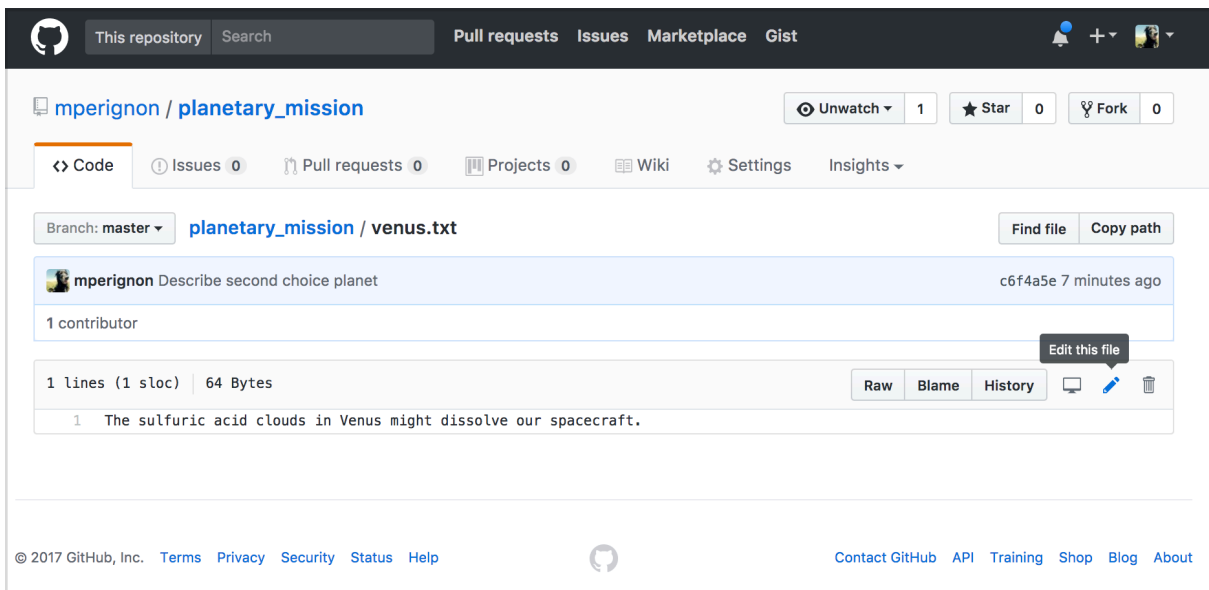 This repository Search Pull requests Issues Marketplace Gist
mperignon / planetary_mission Unwatch 1 Star 0 Fork 0
Code Issues 0 Pull requests 0 Projects 0 Wiki Settings Insights
Branch: master planetary_mission / venus.txt Find file Copy path
mperignon Describe second choice planet c6f4a5e 7 minutes ago
1 contributor
Edit this file
1 lines (1 sloc) 64 Bytes Raw Blame History
1 The sulfuric acid clouds in Venus might dissolve our spacecraft.
© 2017 GitHub, Inc. Terms Privacy Security Status Help Contact GitHub API Training Shop Blog About